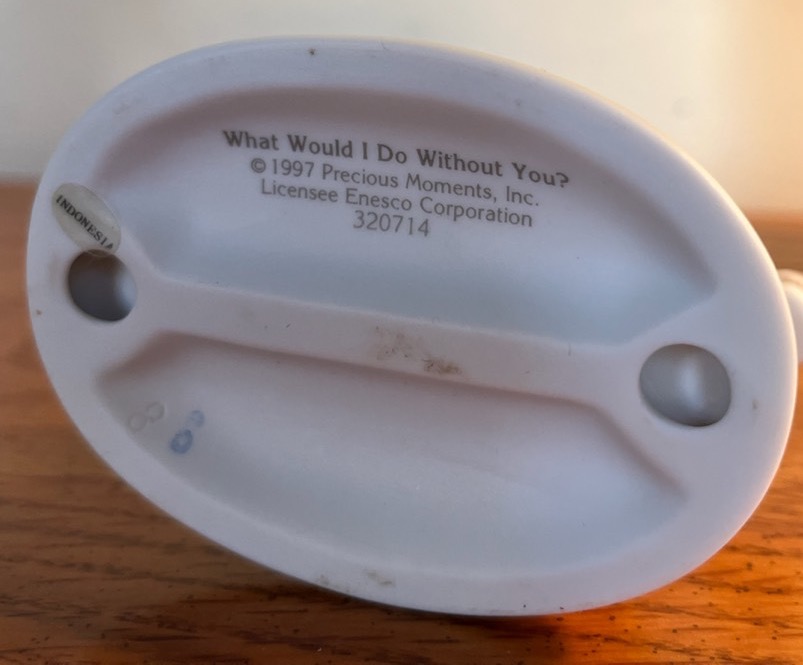 What Would I Do Without You?
©1997 Precious Moments, Inc.
Licensee Enesco Corporation
320714
INDONESIA